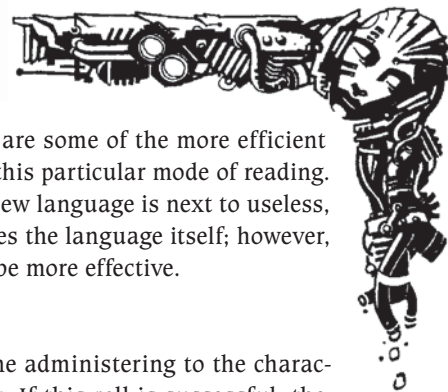 are some of the more efficient
this particular mode of reading.
ew language is next to useless,
es the language itself; however,
be more effective.
ne administering to the charac-
If this roll is successful, the